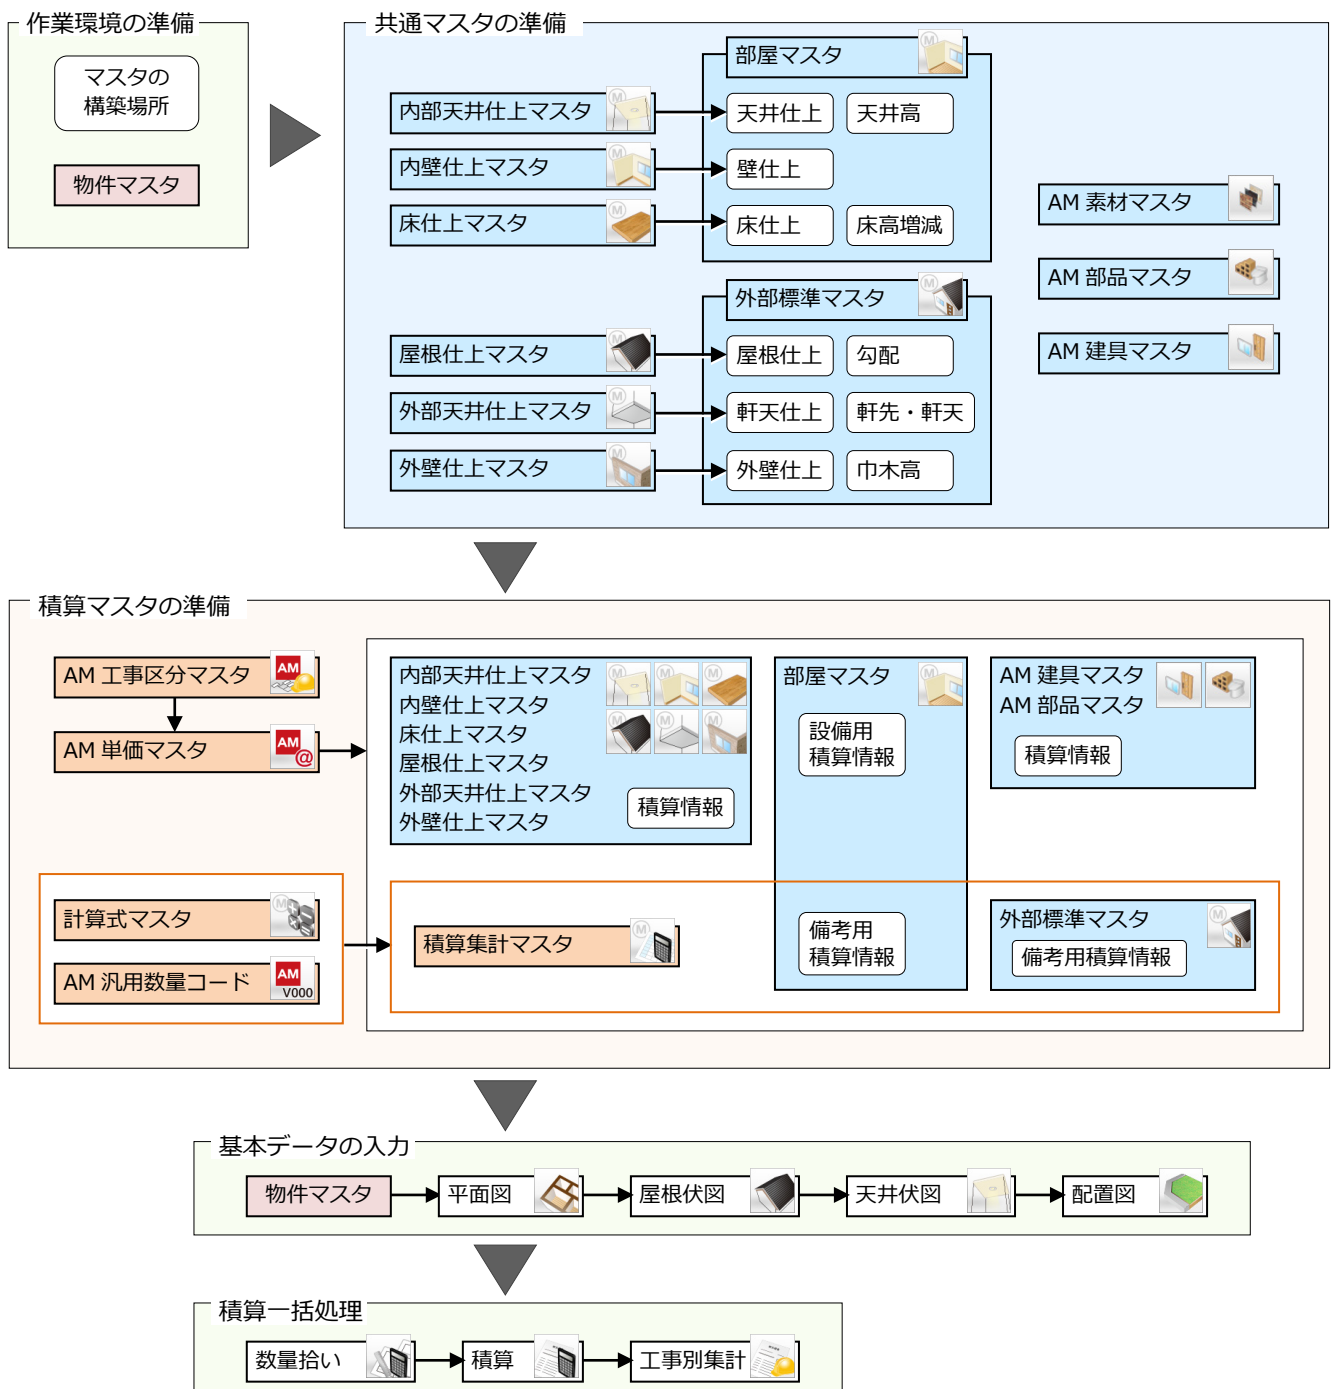 作業環境の準備
マスタの
構築場所
物件マスタ
共通マスタの準備
部屋マスタ
内部天井仕上マスタ
天井仕上
天井高
内壁仕上マスタ
壁仕上
床仕上マスタ
床仕上
床高増減
外部標準マスタ
屋根仕上マスタ
屋根仕上
勾配
外部天井仕上マスタ
軒天仕上
軒先・軒天
外壁仕上マスタ
外壁仕上
巾木高
AM 素材マスタ
AM 部品マスタ
AM 建具マスタ
積算マスタの準備
AM 工事区分マスタ
AM
AM 単価マスタ
AM
@
内部天井仕上マスタ
内壁仕上マスタ
床仕上マスタ
屋根仕上マスタ
外部天井仕上マスタ
外壁仕上マスタ
積算情報
部屋マスタ
設備用
積算情報
AM 建具マスタ
AM 部品マスタ
積算情報
計算式マスタ
AM 汎用数量コード
AM
V000
積算集計マスタ
備考用
積算情報
外部標準マスタ
備考用積算情報
基本データの入力
物件マスタ
平面図
屋根伏図
天井伏図
配置図
積算一括処理
数量拾い
積算
工事別集計